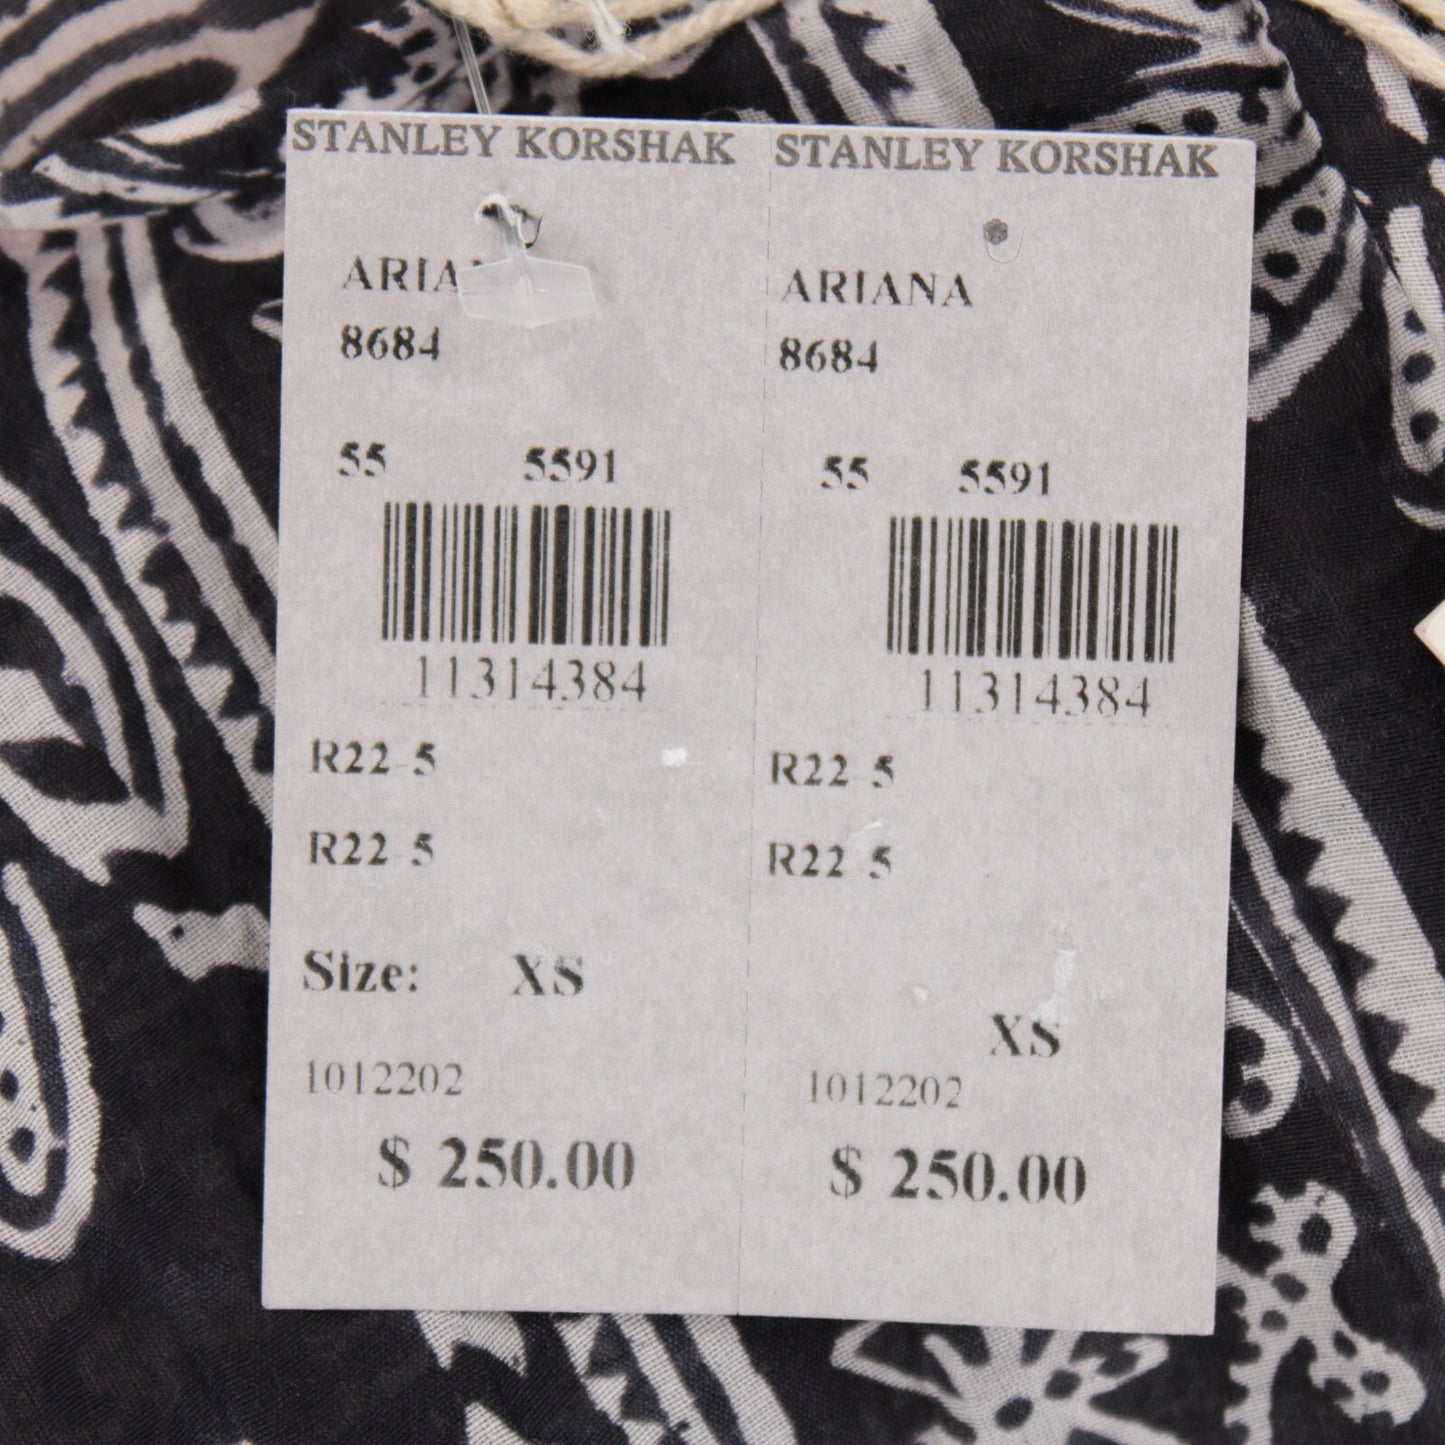 STANLEY KORSHAK
8684
55 5591
11314384
R22 5
R22 5
Size: XS
1012202
$ 250.00
STANLEY KORSHAK
ARIANA
8684
55 5591
11314384
R22 5
R22 5
XS
1012202
$ 250.00